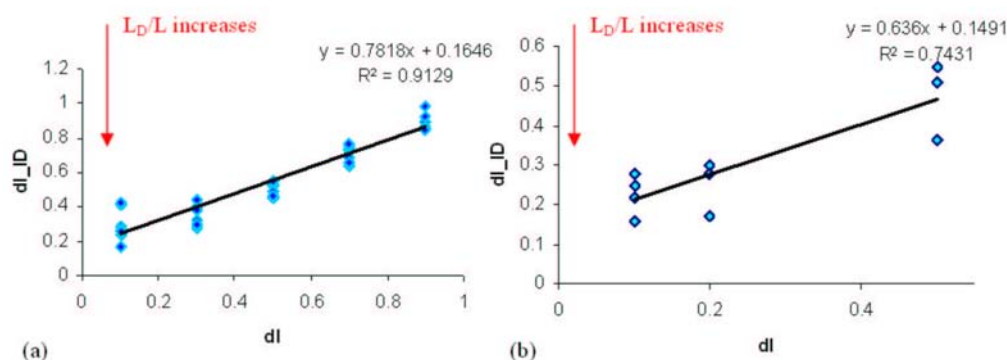 L_D/L increases
y = 0.7818x + 0.1646
R² = 0.9129
1.2
1
0.8
0.6
0.4
0.2
0
dI_ID
0
0.2
0.4
0.6
0.8
1
dI
(a)
L_D/L increases
y = 0.636x + 0.1491
R² = 0.7431
0.6
0.5
0.4
0.3
0.2
0.1
0
dI_ID
0
0.2
0.4
dI
(b)